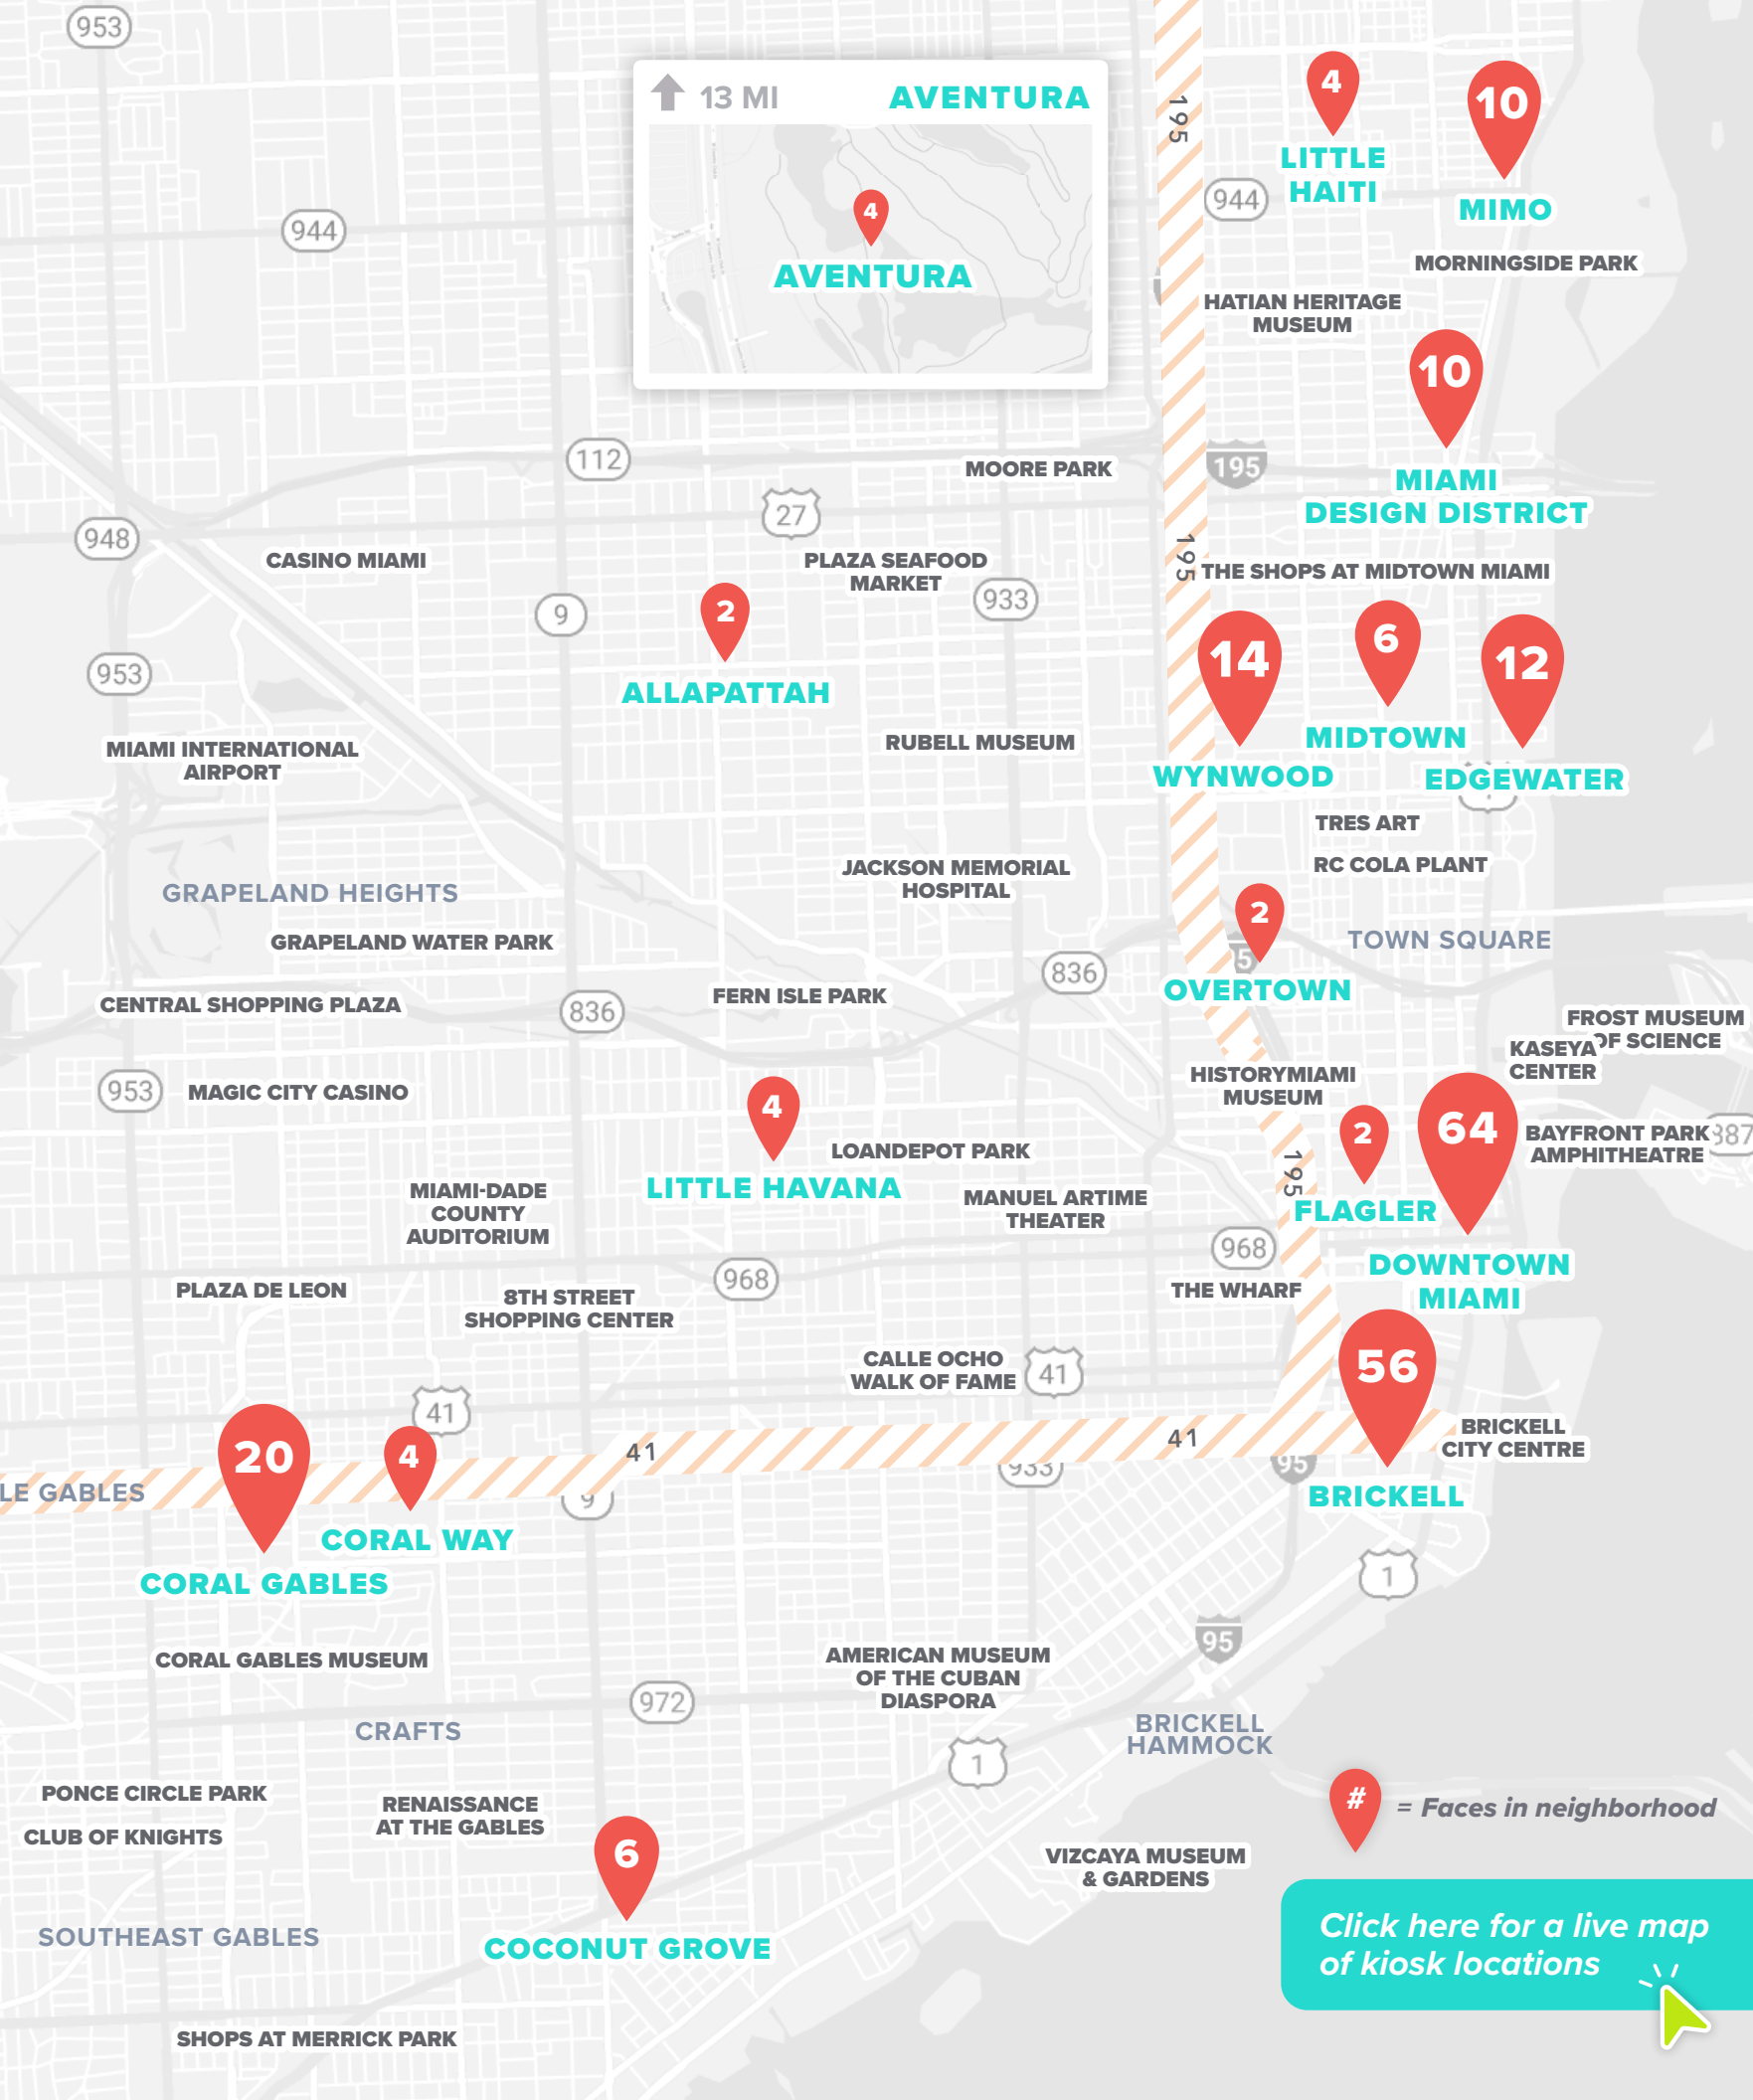 953
13 MI
AVENTURA
4
AVENTURA
195
4
LITTLE
HAITI
10
MIMO
944
944
MORNINGSIDE PARK
HATIAN HERITAGE
MUSEUM
10
MIAMI
DESIGN DISTRICT
112
MOORE PARK
195
27
948
CASINO MIAMI
PLAZA SEAFOOD
MARKET
195
THE SHOPS AT MIDTOWN MIAMI
9
933
2
ALLAPATTAH
14
WYNWOOD
6
MIDTOWN
12
EDGEWATER
953
MIAMI INTERNATIONAL
AIRPORT
RUBELL MUSEUM
TRES ART
RC COLA PLANT
JACKSON MEMORIAL
HOSPITAL
GRAPELAND HEIGHTS
GRAPELAND WATER PARK
2
5
OVERTOWN
TOWN SQUARE
836
CENTRAL SHOPPING PLAZA
836
FERN ISLE PARK
FROST MUSEUM
OF SCIENCE
KASEYA
CENTER
953
MAGIC CITY CASINO
HISTORYMIAMI
MUSEUM
4
LITTLE HAVANA
LOANDEPOT PARK
2
FLAGLER
64
DOWNTOWN
MIAMI
BAYFRONT PARK
AMPHITHEATRE
887
195
MIAMI-DADE
COUNTY
AUDITORIUM
MANUEL ARTIME
THEATER
968
968
PLAZA DE LEON
8TH STREET
SHOPPING CENTER
THE WHARF
CALLE OCHO
WALK OF FAME
41
56
BRICKELL
BRICKELL
CITY CENTRE
41
20
CORAL GABLES
4
CORAL WAY
41
41
933
95
9
LE GABLES
1
CORAL GABLES MUSEUM
AMERICAN MUSEUM
OF THE CUBAN
DIASPORA
95
972
CRAFTS
BRICKELL
HAMMOCK
1
PONCE CIRCLE PARK
CLUB OF KNIGHTS
RENAISSANCE
AT THE GABLES
6
COCONUT GROVE
VIZCAYA MUSEUM
& GARDENS
# = Faces in neighborhood
SOUTHEAST GABLES
Click here for a live map
of kiosk locations
SHOPS AT MERRICK PARK